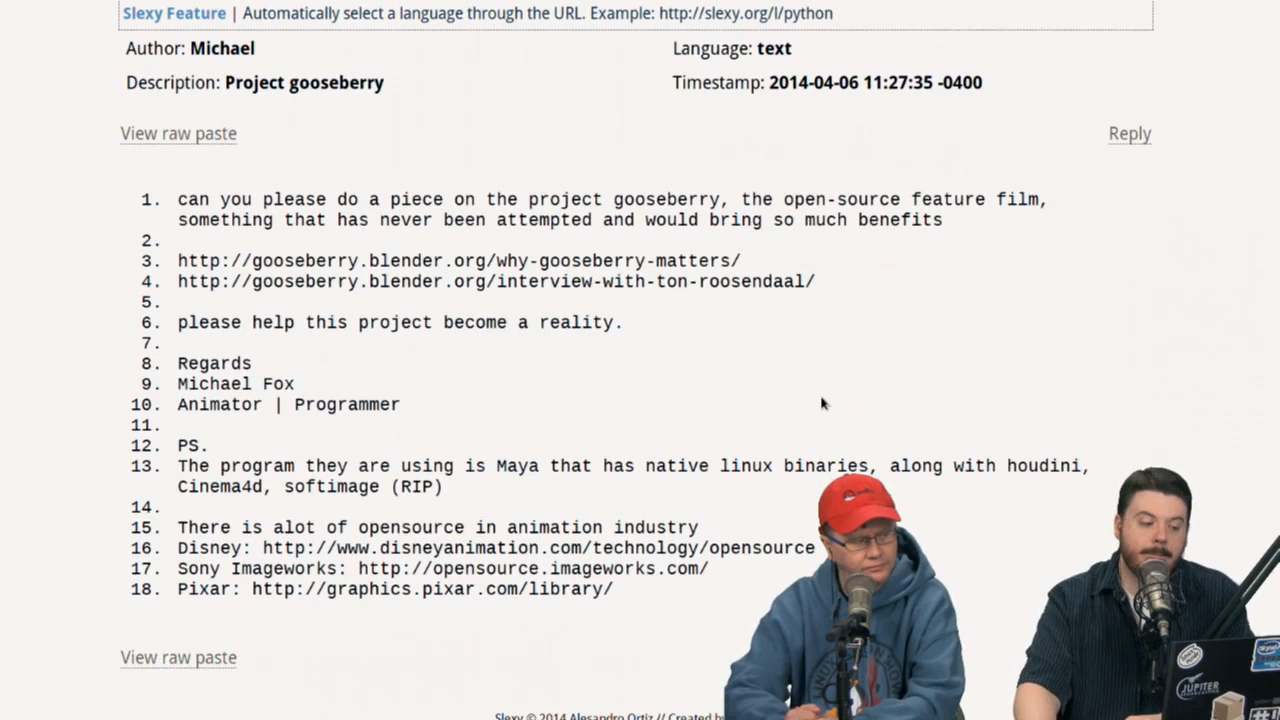 Slexy Feature | Automatically select a language through the URL. Example: http://slexy.org/l/python
Author: Michael
Language: text
Description: Project gooseberry
Timestamp: 2014-04-06 11:27:35 -0400
View raw paste
Reply
1. can you please do a piece on the project gooseberry, the open-source feature film,
something that has never been attempted and would bring so much benefits
2.
3. http://gooseberry.blender.org/why-gooseberry-matters/
4. http://gooseberry.blender.org/interview-with-ton-roosendaal/
5.
6. please help this project become a reality.
7.
8. Regards
9. Michael Fox
10. Animator | Programmer
11.
12. PS.
13. The program they are using is Maya that has native linux binaries, along with houdini,
Cinema4d, softimage (RIP)
14.
15. There is alot of opensource in animation industry
16. Disney: http://www.disneyanimation.com/technology/opensource
17. Sony Imageworks: http://opensource.imageworks.com/
18. Pixar: http://graphics.pixar.com/library/
View raw paste
Slexy © 2014 Alesandro Ortiz // Created by
JUPITER